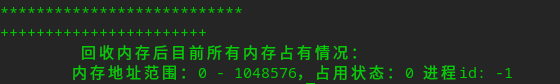 ***************************
+++++++++++++++++++++++
回收内存后目前所有内存占有情况：
内存地址范围：0 - 1048576，占用状态：0 进程id：-1